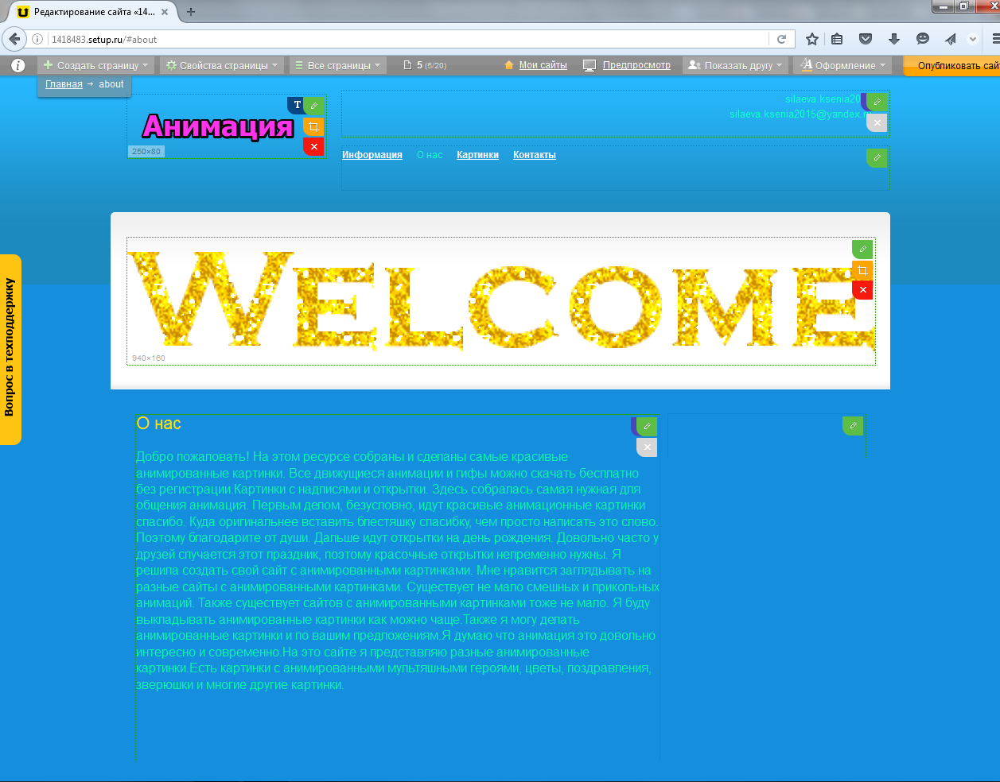 Редактирование сайта «14...
1418483.setup.ru/#about
Создать страницу
Свойства страницы
Все страницы
5 (5/20)
Мои сайты
Предпросмотр
Показать другу
Оформление
Опубликовать сай
Главная → about
T
Анимация
250×80
silaeva.ksenia20
silaeva.ksenia2015@yandex.r
Информация
О нас
Картинки
Контакты
WELCOME
940×160
Вопрос в техподдержку
О нас
Добро пожаловать! На этом ресурсе собраны и сделаны самые красивые
анимированные картинки. Все движущиеся анимации и гифы можно скачать бесплатно
без регистрации.Картинки с надписями и открытки. Здесь собралась самая нужная для
общения анимация. Первым делом, безусловно, идут красивые анимационные картинки
спасибо. Куда оригинальнее вставить блестяшку спасибку, чем просто написать это слово.
Поэтому благодарите от души. Дальше идут открытки на день рождения. Довольно часто у
друзей случается этот праздник, поэтому красочные открытки непременно нужны. Я
решила создать свой сайт с анимированными картинками. Мне нравится заглядывать на
разные сайты с анимированными картинками. Существует не мало смешных и прикольных
анимаций. Также существует сайтов с анимированными картинками тоже не мало. Я буду
выкладывать анимированные картинки как можно чаще.Также я могу делать
анимированные картинки и по вашим предложениям.Я думаю что анимация это довольно
интересно и современно.На это сайте я представляю разные анимированные
картинки.Есть картинки с анимированными мультяшными героями, цветы, поздравления,
зверюшки и многие другие картинки.